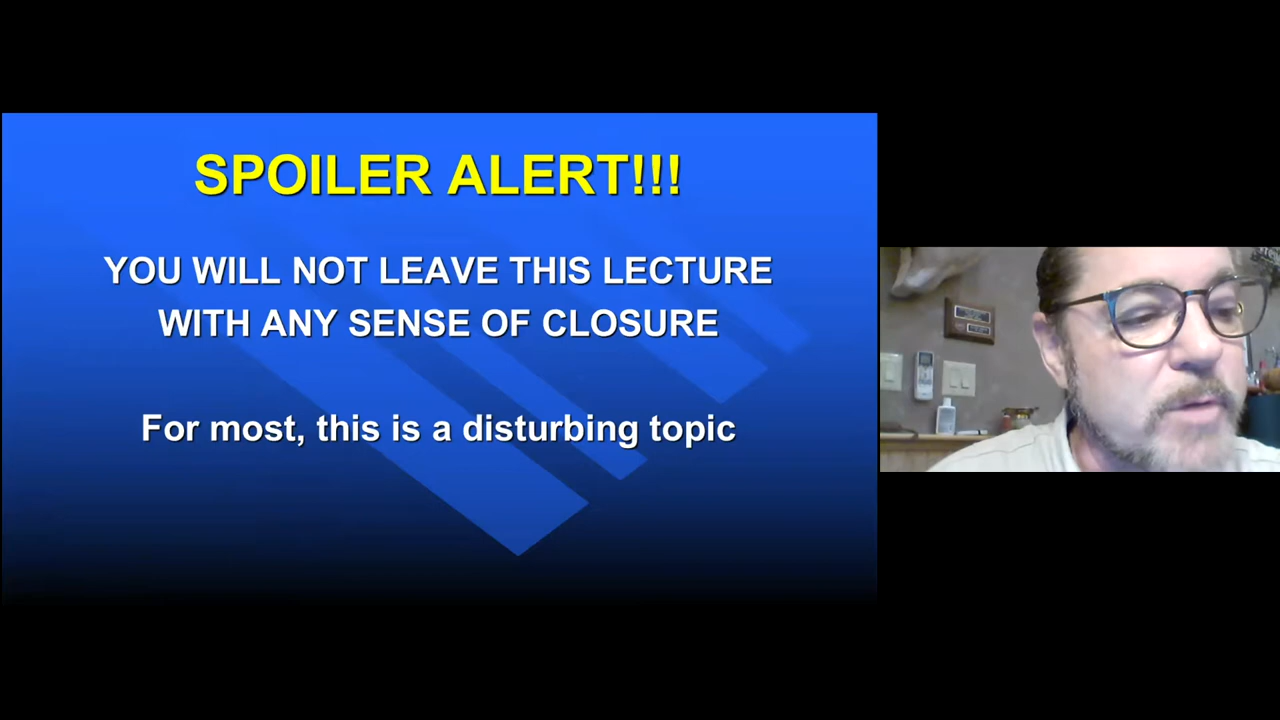 SPOILER ALERT!!!
YOU WILL NOT LEAVE THIS LECTURE
WITH ANY SENSE OF CLOSURE
For most, this is a disturbing topic